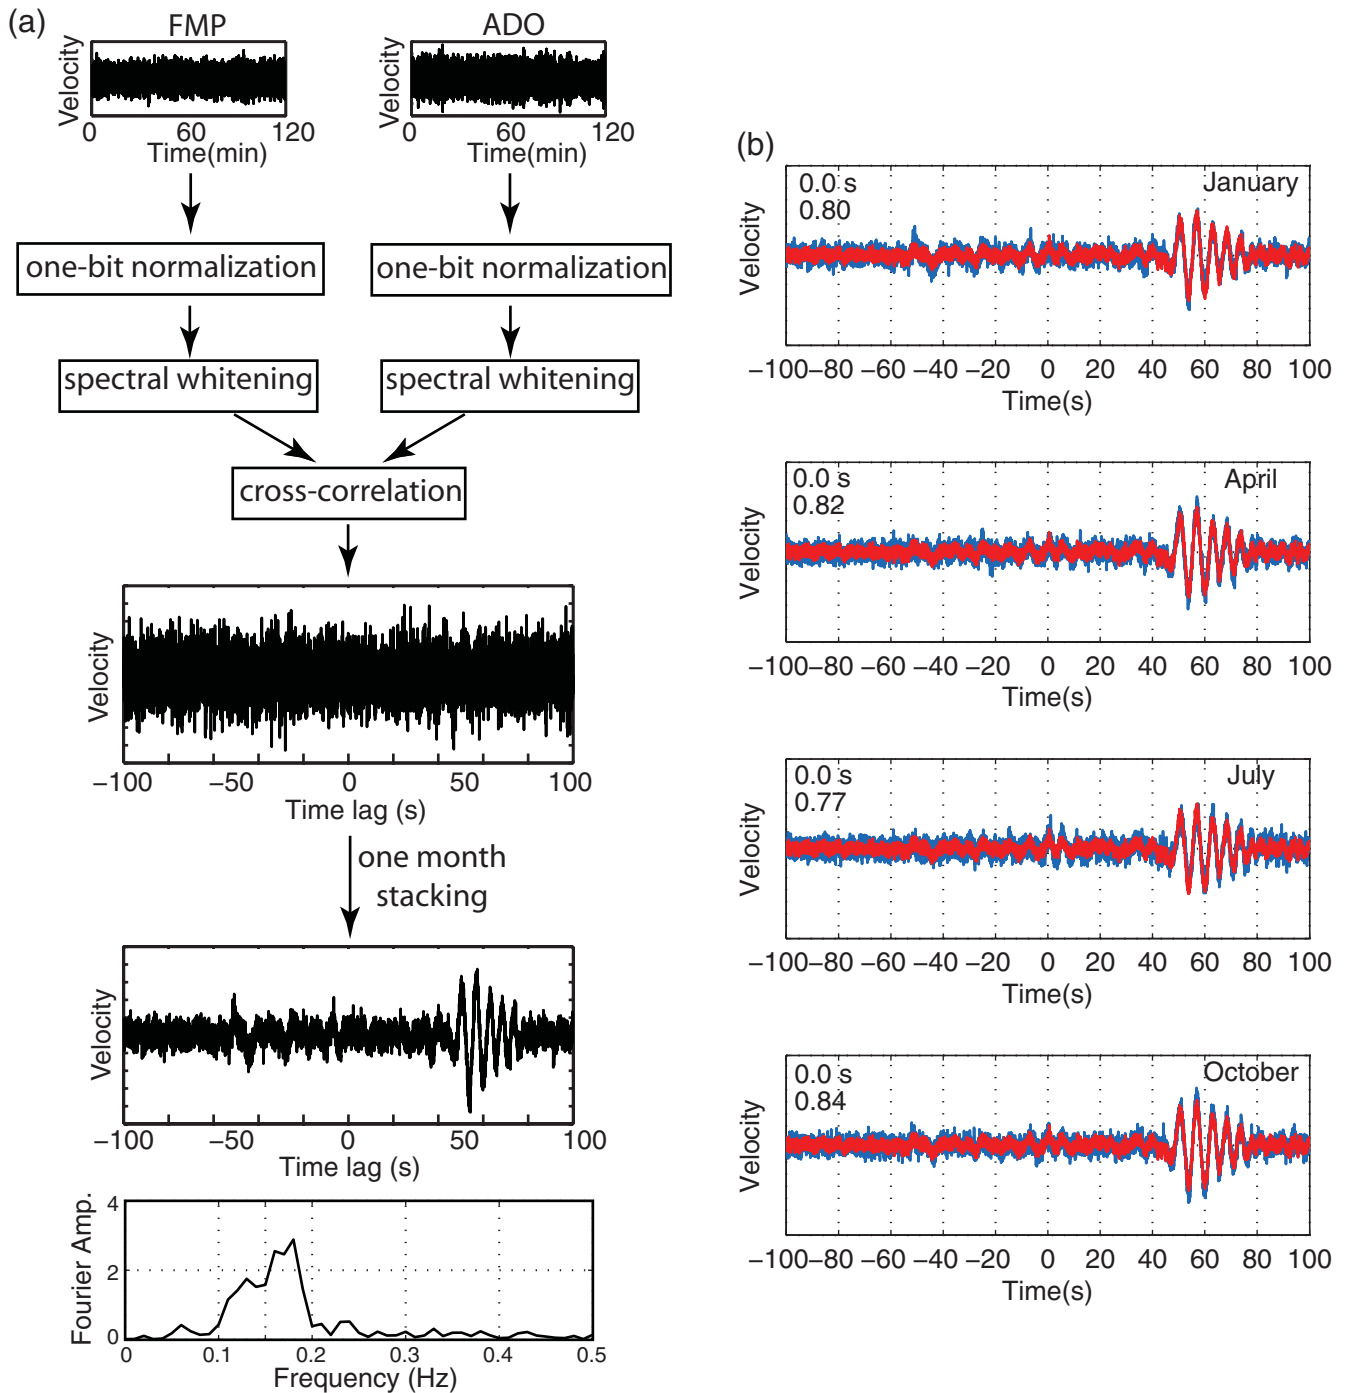 (a)
FMP
ADO
Velocity
0 60 120
Time(min)
Velocity
0 60 120
Time(min)
one-bit normalization
one-bit normalization
spectral whitening
spectral whitening
cross-correlation
Velocity
−100 −50 0 50 100
Time lag (s)
one month
stacking
Velocity
−100 −50 0 50 100
Time lag (s)
Fourier Amp.
4
2
0
0 0.1 0.2 0.3 0.4 0.5
Frequency (Hz)
(b)
0.0 s
0.80
January
Velocity
−100 −80 −60 −40 −20 0 20 40 60 80 100
Time(s)
0.0 s
0.82
April
Velocity
−100 −80 −60 −40 −20 0 20 40 60 80 100
Time(s)
0.0 s
0.77
July
Velocity
−100 −80 −60 −40 −20 0 20 40 60 80 100
Time(s)
0.0 s
0.84
October
Velocity
−100 −80 −60 −40 −20 0 20 40 60 80 100
Time(s)